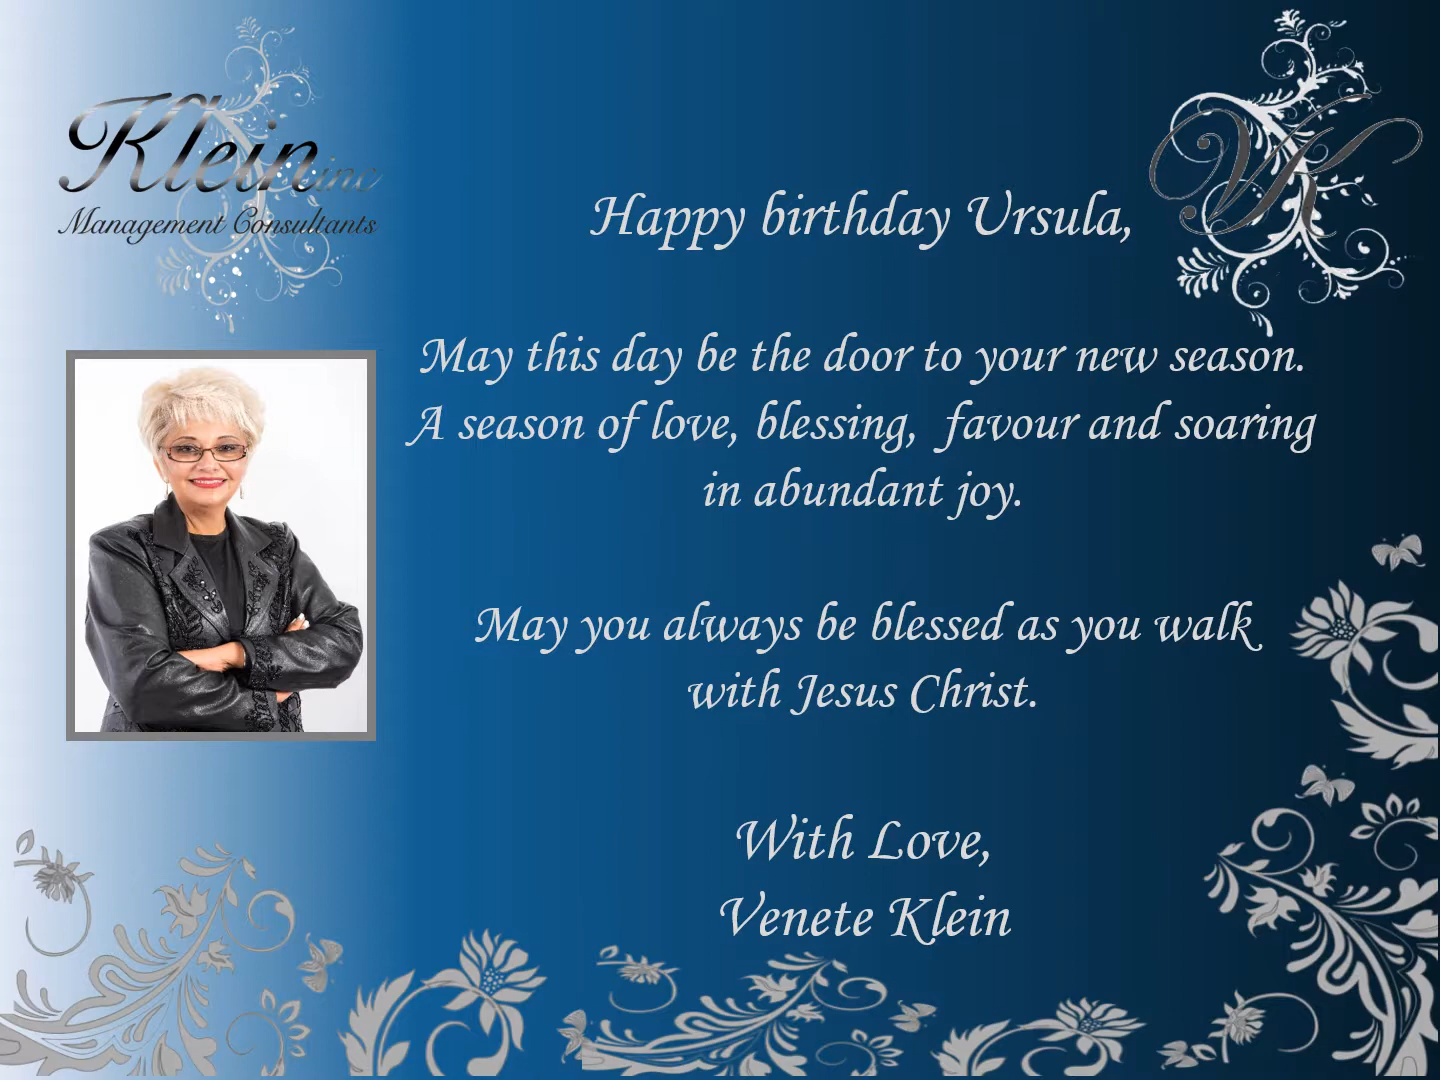 Klein inc
Management Consultants
VK
Happy birthday Ursula,
May this day be the door to your new season.
A season of love, blessing, favour and soaring
in abundant joy.
May you always be blessed as you walk
with Jesus Christ.
With Love,
Venete Klein